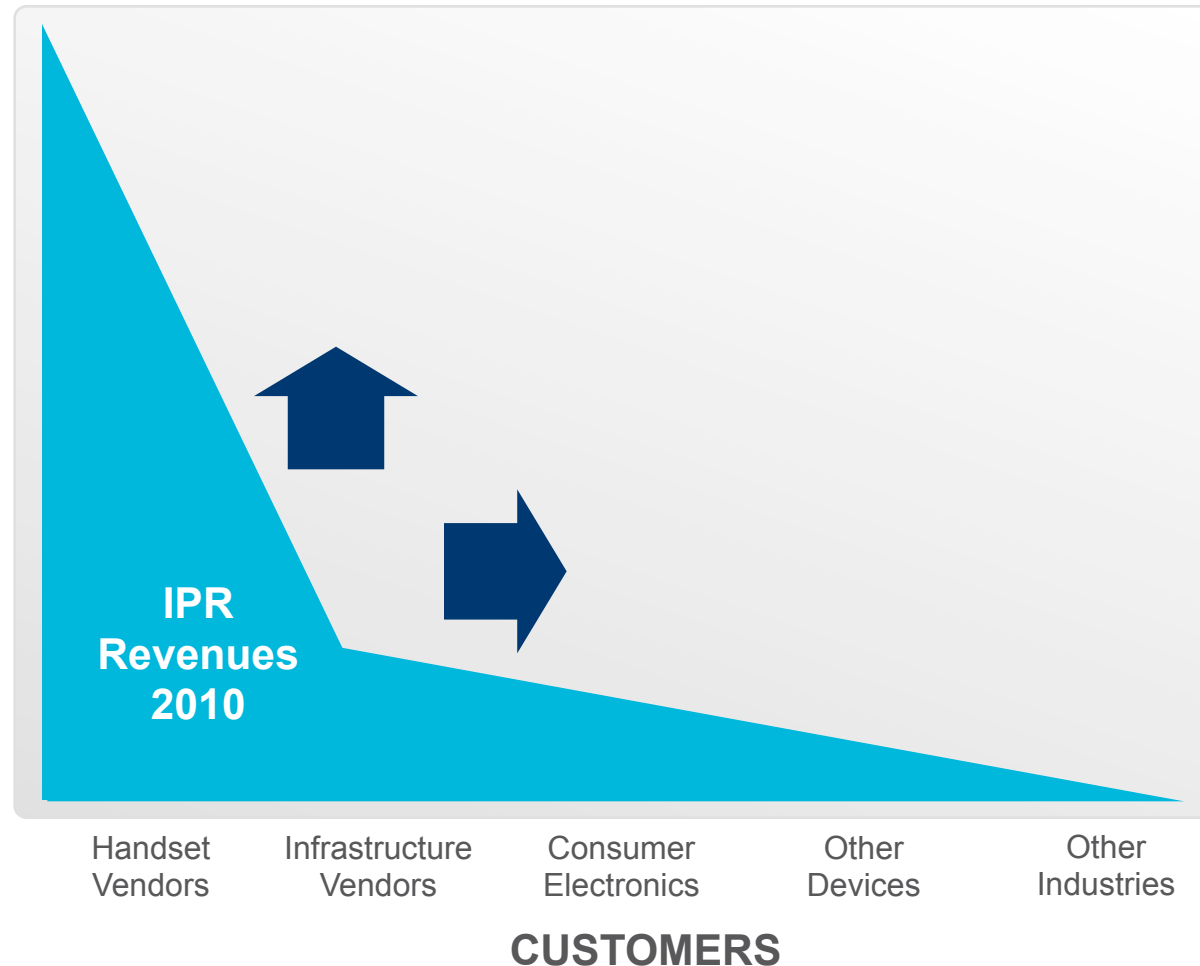 IPR
Revenues
2010
Handset
Vendors
Infrastructure
Vendors
Consumer
Electronics
Other
Devices
Other
Industries
CUSTOMERS